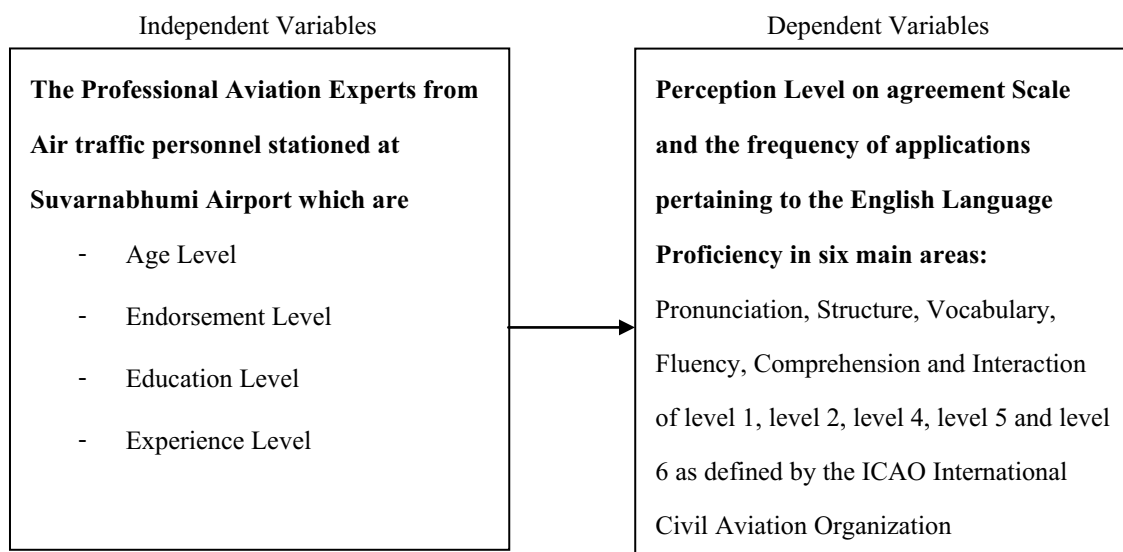 Independent Variables
The Professional Aviation Experts from
Air traffic personnel stationed at
Suvarnabhumi Airport which are
- Age Level
- Endorsement Level
- Education Level
- Experience Level
Dependent Variables
Perception Level on agreement Scale
and the frequency of applications
pertaining to the English Language
Proficiency in six main areas:
Pronunciation, Structure, Vocabulary,
Fluency, Comprehension and Interaction
of level 1, level 2, level 4, level 5 and level
6 as defined by the ICAO International
Civil Aviation Organization